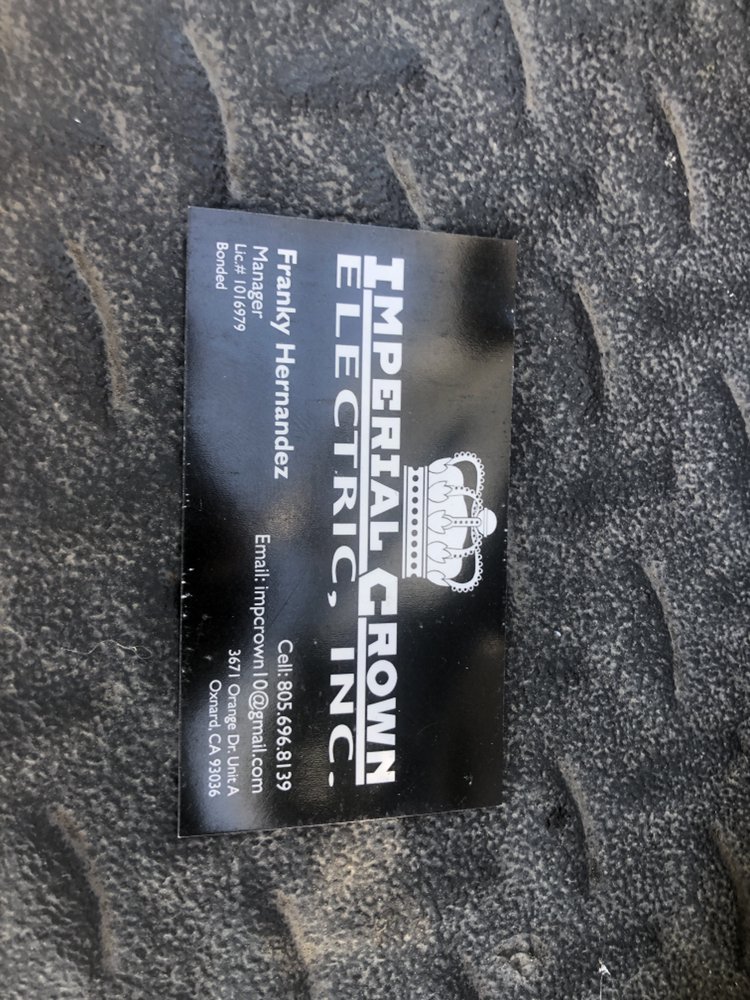 IMPERIAL CROWN
ELECTRIC, INC.
Franky Hernandez
Manager
Lic.# 1016979
Bonded
Cell: 805.696.8139
Email: impcrown10@gmail.com
3671 Orange Dr. Unit A
Oxnard, CA 93036